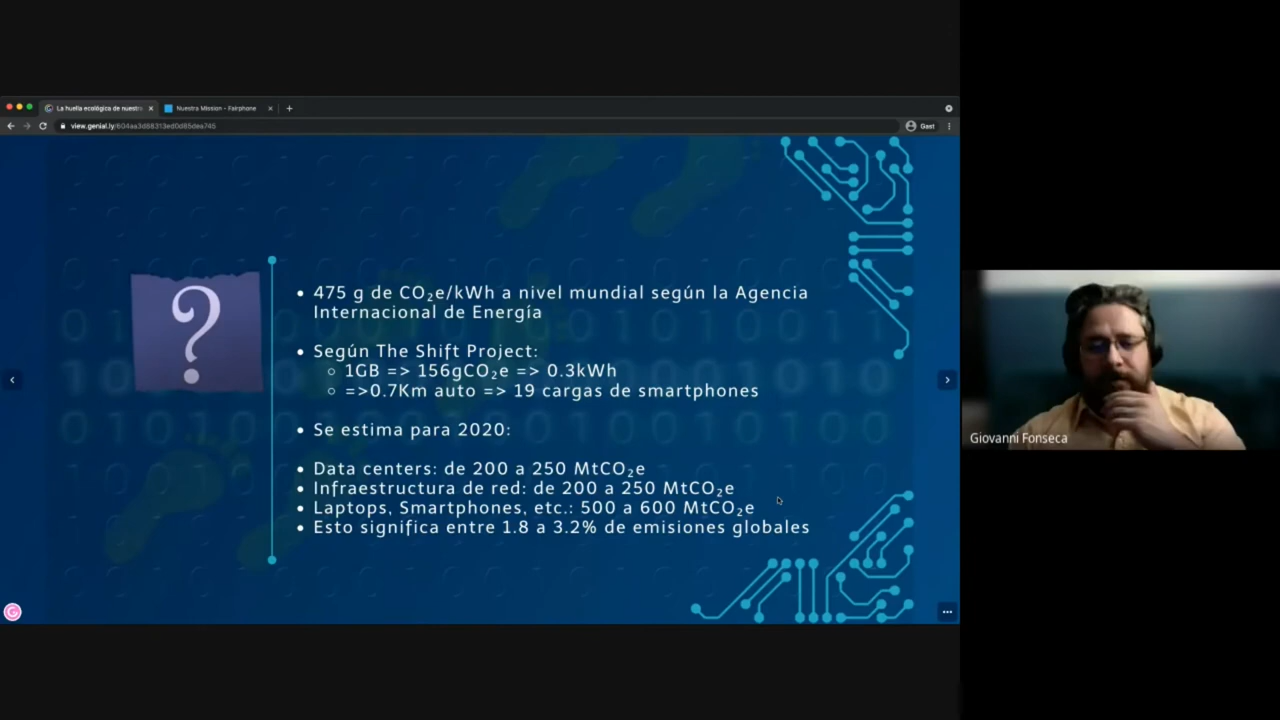 La huella ecológica de nuestr
Nuestra Mission - Fairphone
view.genial.ly/604aa3d68313ed0d85dea745
Gast
?
• 475 g de CO₂e/kWh a nivel mundial según la Agencia
Internacional de Energía
• Según The Shift Project:
○ 1GB => 156gCO₂e => 0.3kWh
○ =>0.7Km auto => 19 cargas de smartphones
• Se estima para 2020:
• Data centers: de 200 a 250 MtCO₂e
• Infraestructura de red: de 200 a 250 MtCO₂e
• Laptops, Smartphones, etc.: 500 a 600 MtCO₂e
• Esto significa entre 1.8 a 3.2% de emisiones globales
Giovanni Fonseca